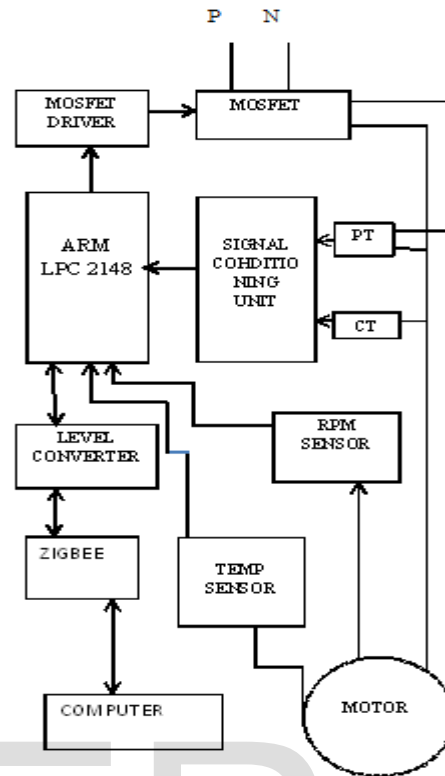 P N
MOSFET
DRIVER
MOSFET
ARM
LPC 2148
SIGNAL
COHDITIO
NING
UNIT
PT
CT
LEVEL
CONVERTER
RPM
SENSOR
ZIGBEE
TEMP
SENSOR
COMPUTER
MOTOR